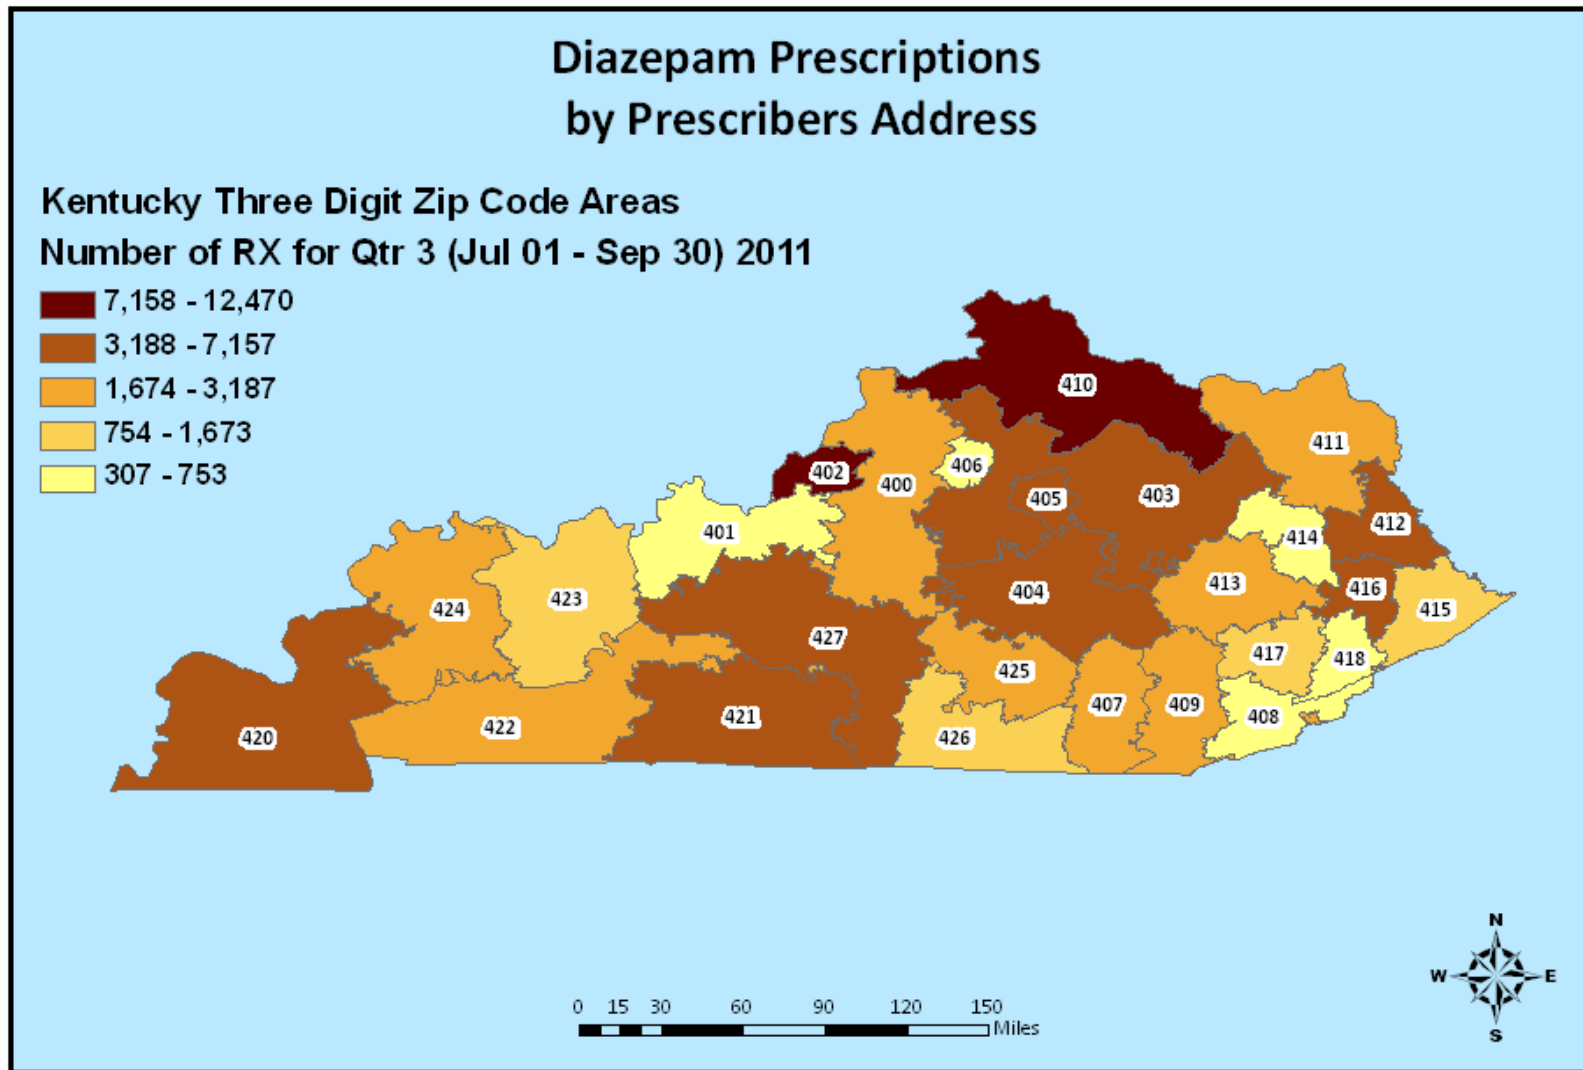 Diazepam Prescriptions
by Prescribers Address
Kentucky Three Digit Zip Code Areas
Number of RX for Qtr 3 (Jul 01 - Sep 30) 2011
7,158 - 12,470
3,188 - 7,157
1,674 - 3,187
754 - 1,673
307 - 753
410
411
402
406
400
405
403
412
401
414
413
416
415
404
424
423
427
417
418
425
407
409
408
421
422
420
426
N
W E
S
0 15 30 60 90 120 150
Miles